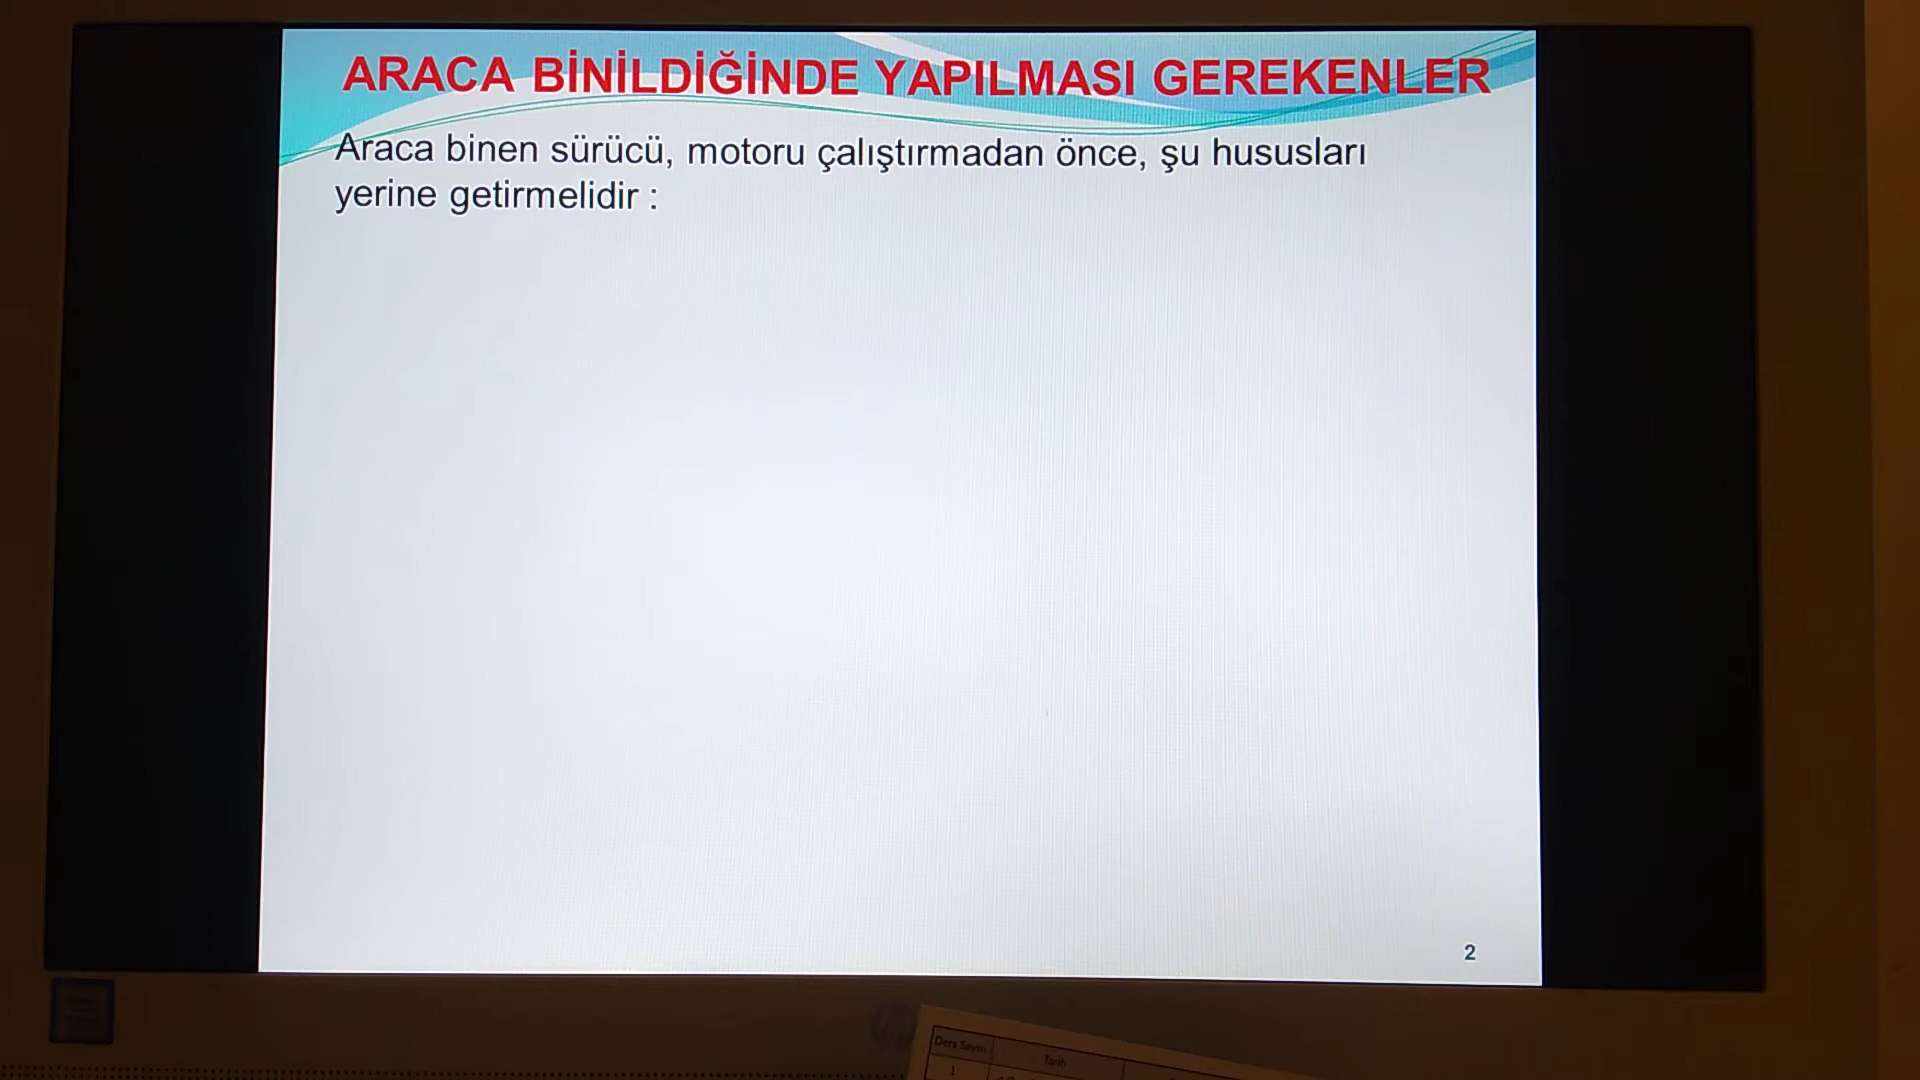 ARACA BİNİLDİĞİNDE YAPILMASI GEREKENLER
Araca binen sürücü, motoru çalıştırmadan önce, şu hususları
yerine getirmelidir :
2
Ders Sayısı
Tarih
1